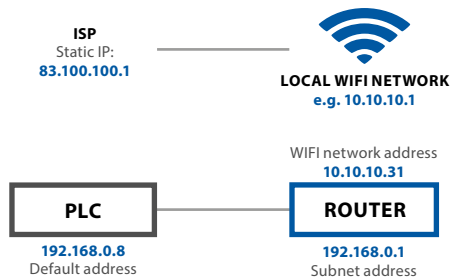 ISP
Static IP:
83.100.100.1
LOCAL WIFI NETWORK
e.g. 10.10.10.1
WIFI network address
10.10.10.31
PLC
ROUTER
192.168.0.8
Default address
192.168.0.1
Subnet address